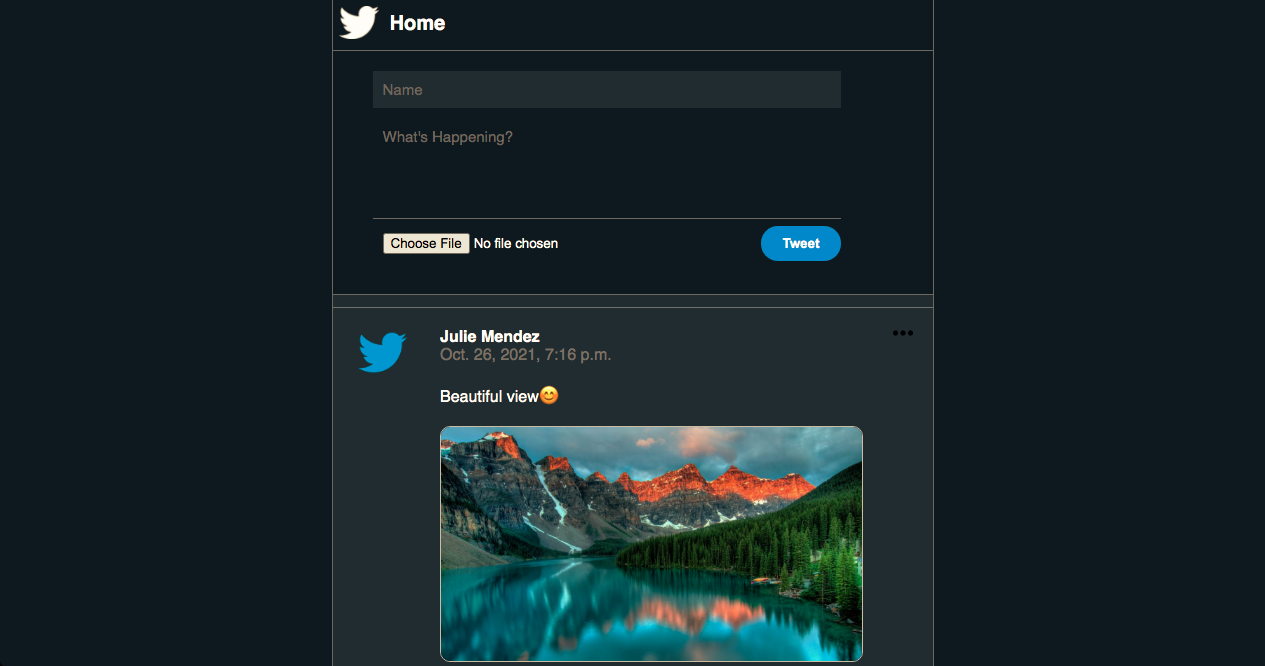 Home
Name
What's Happening?
Choose File No file chosen
Tweet
Julie Mendez
Oct. 26, 2021, 7:16 p.m.
Beautiful view😊